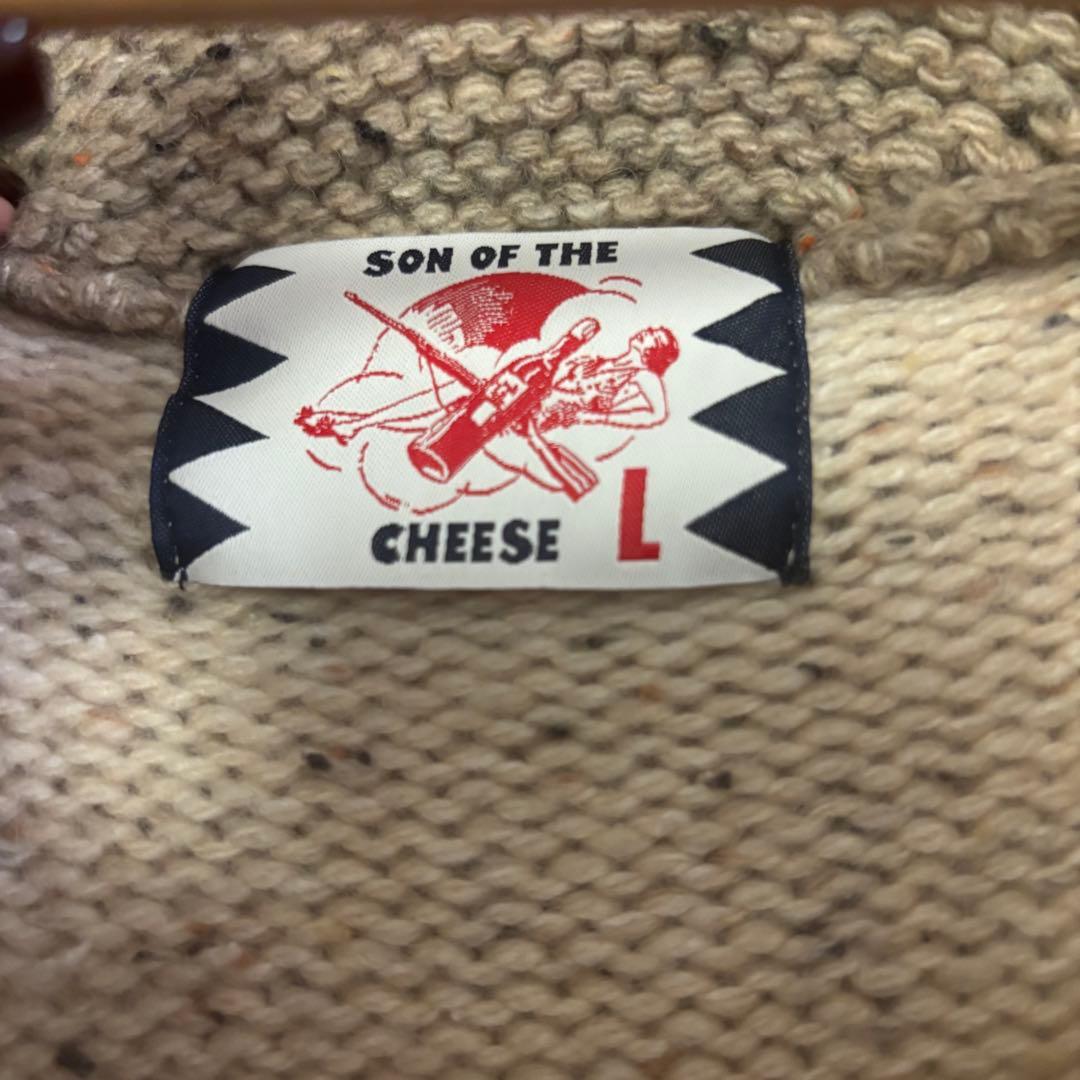 SON OF THE
CHEESE
L